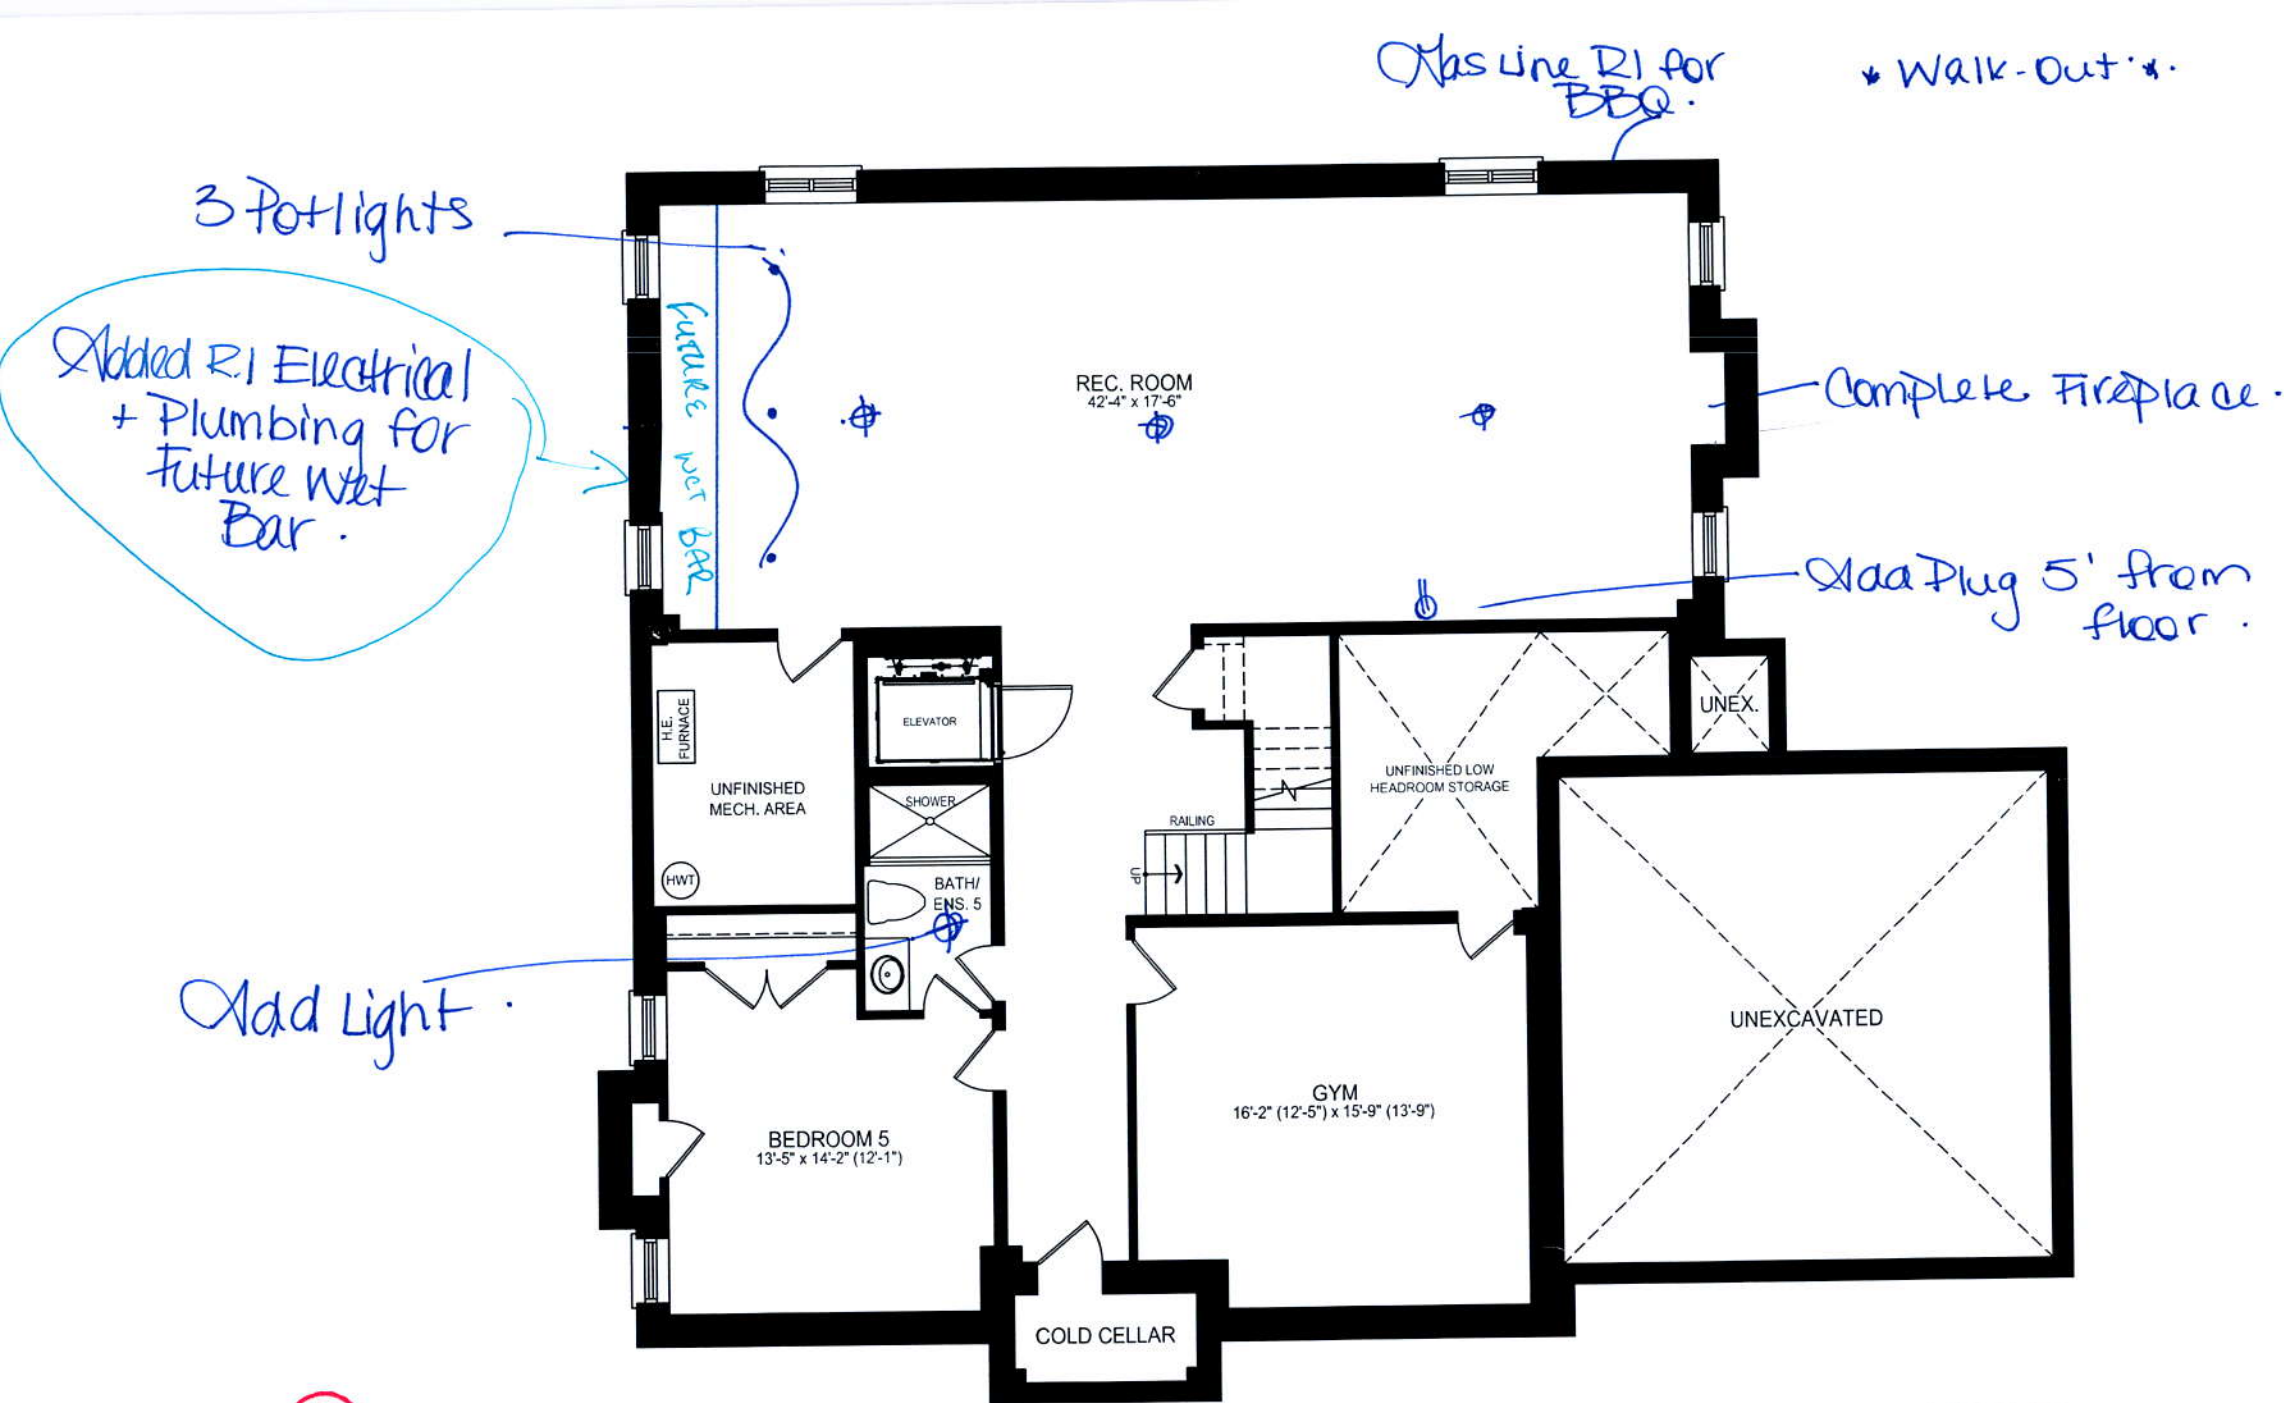 Gas Line RI for
BBQ.
* Walk-Out *.
3 Potlights
Added R.I Electrical
+ Plumbing for
Future Wet
Bar.
FUTURE WET BAR
REC. ROOM
42'-4" x 17'-6"
Complete Fireplace.
Add Plug 5' from
floor.
H.E.
FURNACE
ELEVATOR
UNEX.
UNFINISHED
MECH. AREA
UNFINISHED LOW
HEADROOM STORAGE
SHOWER
RAILING
UP
HWT
BATH/
ENS. 5
Add Light.
UNEXCAVATED
GYM
16'-2" (12'-5") x 15'-9" (13'-9")
BEDROOM 5
13'-5" x 14'-2" (12'-1")
COLD CELLAR